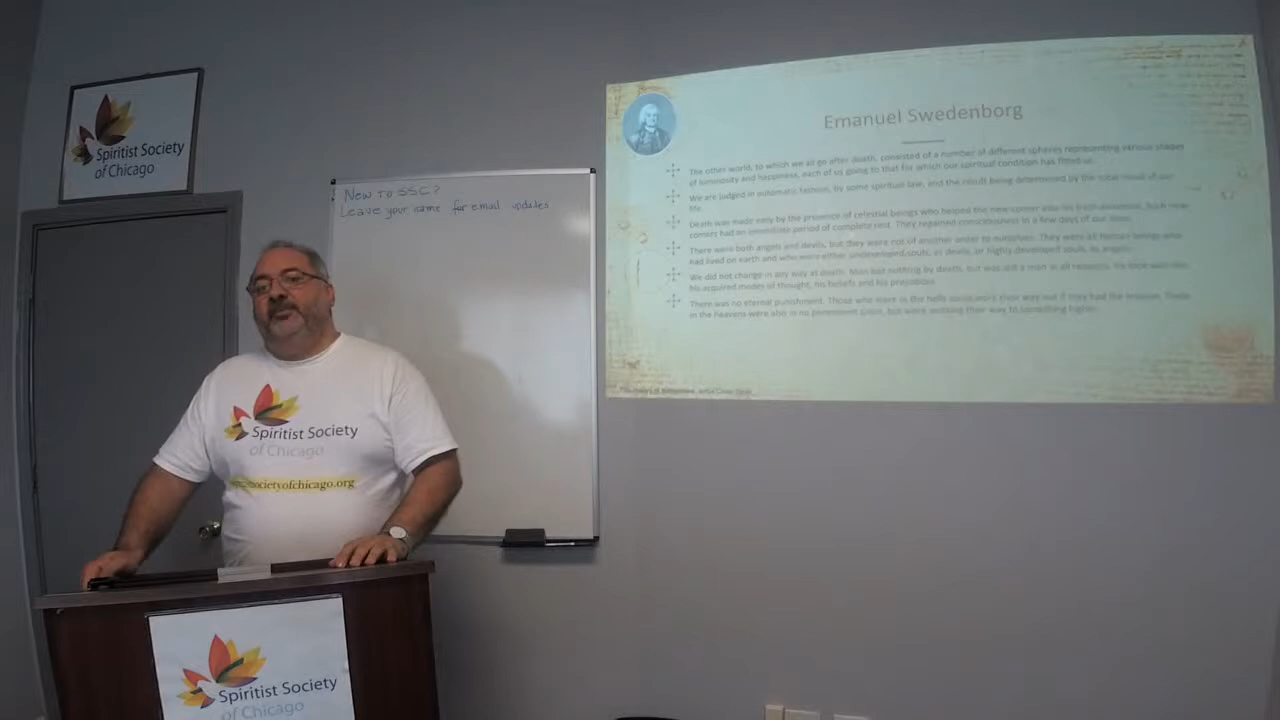 Spiritist Society
of Chicago
New to SSC?
Leave your name for email updates
Emanuel Swedenborg
The other world, to which we all go after death, consisted of a number of different spheres representing various shapes
of luminosity and happiness, each of us going to that for which our spiritual condition has fitted us.
We are judged in automatic fashion, by some spiritual law, and the result being determined by the total result of our
life.
Death was made easy by the presence of celestial beings who helped the new-comer into his fresh existence. Such new-
comers had an immediate period of complete rest. They regained consciousness in a few days of our time.
There were both angels and devils, but they were not of another order to ourselves. They were all human beings who
had lived on earth and who were either undeveloped souls, as devils, or highly developed souls, as angels.
We did not change in any way at death. Man lost nothing by death, but was still a man in all respects,
his acquired modes of thought, his beliefs and his prejudices.
There was no eternal punishment. Those who were in the hells could work their way out if they had the impulse. Those
in the heavens were also in no permanent place, but were working their way to something higher.
Spiritist Society
of Chicago
societyofchicago.org
Spiritist Society
of Chicago